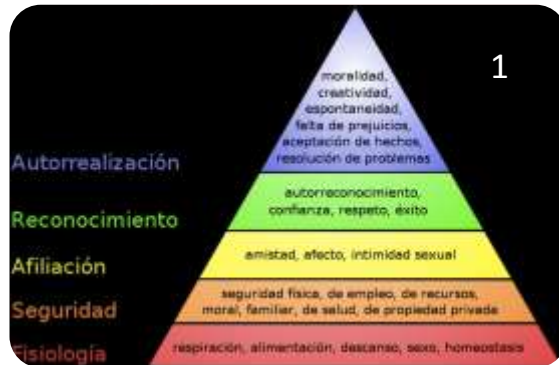 1
moralidad,
creatividad,
espontaneidad,
falta de prejuicios,
aceptación de hechos,
resolución de problemas
Autorrealización
autorreconocimiento,
confianza, respeto, éxito
Reconocimiento
amistad, afecto, intimidad sexual
Afiliación
seguridad física, de empleo, de recursos,
moral, familiar, de salud, de propiedad privada
Seguridad
respiración, alimentación, descanso, sexo, homeostasis
Fisiología